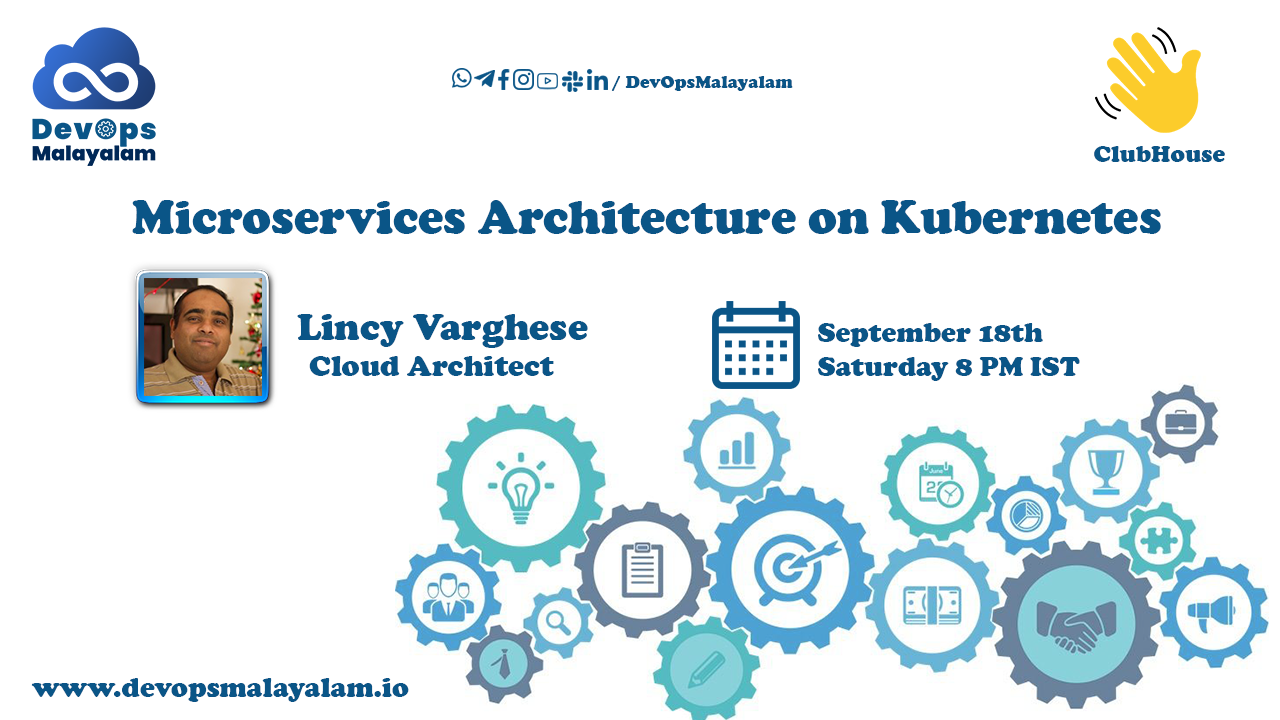 DevOps
Malayalam
/ DevOpsMalayalam
ClubHouse
Microservices Architecture on Kubernetes
Lincy Varghese
Cloud Architect
September 18th
Saturday 8 PM IST
June
www.devopsmalayalam.io